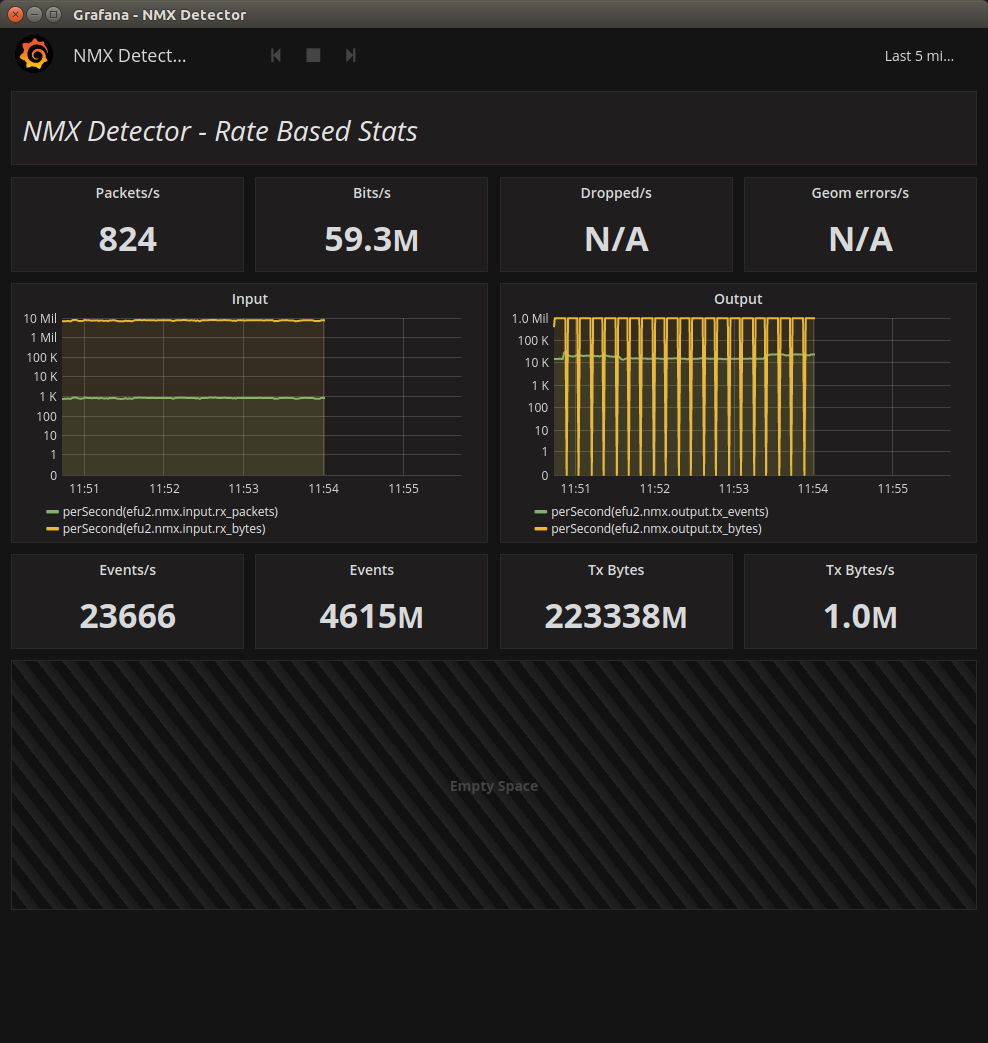 Grafana - NMX Detector
NMX Detect...
Last 5 mi...
NMX Detector - Rate Based Stats
Packets/s
824
Bits/s
59.3M
Dropped/s
N/A
Geom errors/s
N/A
Input
10 Mil
1 Mil
100 K
10 K
1 K
100
10
1
0
11:51 11:52 11:53 11:54 11:55
perSecond(efu2.nmx.input.rx_packets)
perSecond(efu2.nmx.input.rx_bytes)
Output
1.0 Mil
100 K
10 K
1 K
100
10
1
0
11:51 11:52 11:53 11:54 11:55
perSecond(efu2.nmx.output.tx_events)
perSecond(efu2.nmx.output.tx_bytes)
Events/s
23666
Events
4615M
Tx Bytes
223338M
Tx Bytes/s
1.0M
Empty Space